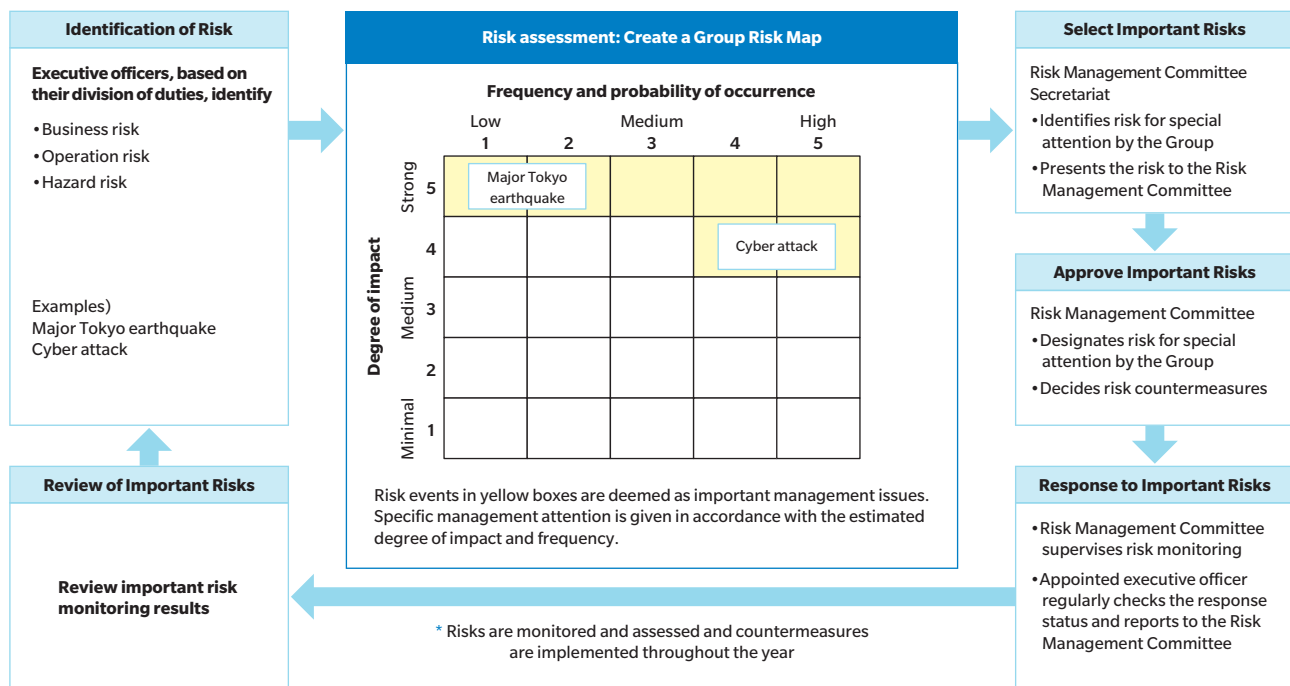 Identification of Risk
Executive officers, based on
their division of duties, identify
•Business risk
•Operation risk
•Hazard risk
Examples)
Major Tokyo earthquake
Cyber attack
Risk assessment: Create a Group Risk Map
Frequency and probability of occurrence
Low Medium High
1 2 3 4 5
Degree of impact
Strong
Medium
Minimal
5
4
3
2
1
Major Tokyo
earthquake
Cyber attack
Risk events in yellow boxes are deemed as important management issues.
Specific management attention is given in accordance with the estimated
degree of impact and frequency.
Select Important Risks
Risk Management Committee
Secretariat
•Identifies risk for special
attention by the Group
•Presents the risk to the Risk
Management Committee
Approve Important Risks
Risk Management Committee
•Designates risk for special
attention by the Group
•Decides risk countermeasures
Response to Important Risks
•Risk Management Committee
supervises risk monitoring
•Appointed executive officer
regularly checks the response
status and reports to the Risk
Management Committee
* Risks are monitored and assessed and countermeasures
are implemented throughout the year
Review of Important Risks
Review important risk
monitoring results